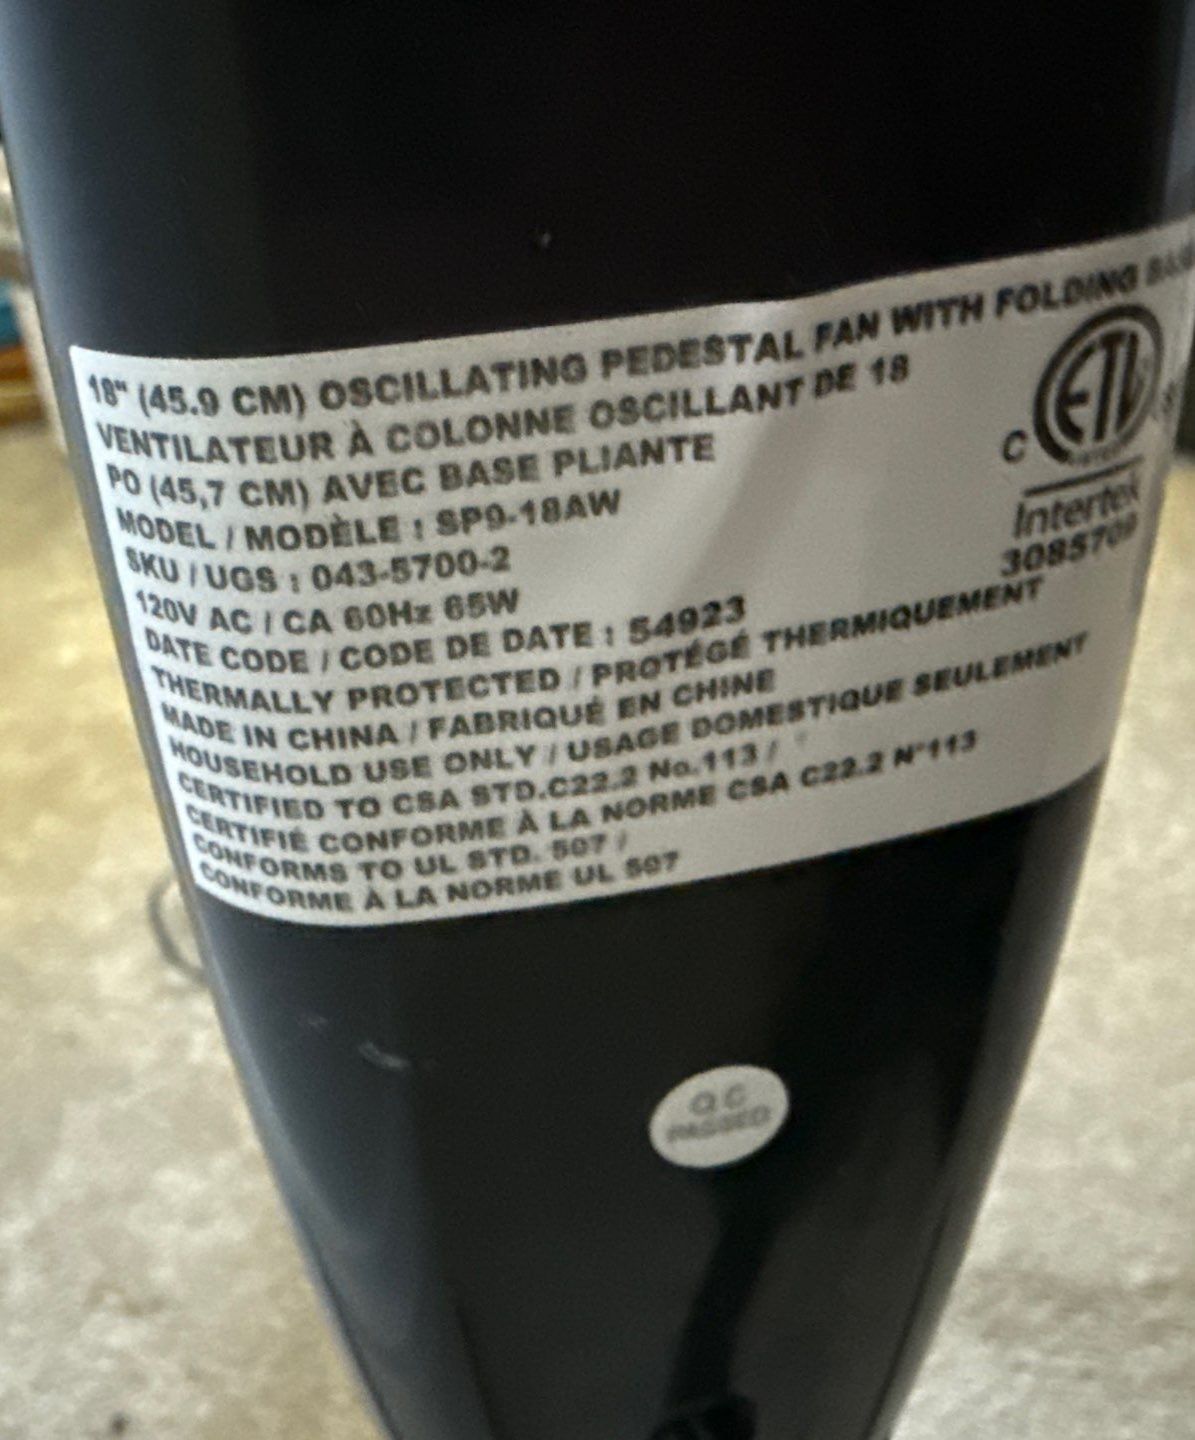 18" (45.9 CM) OSCILLATING PEDESTAL FAN WITH FOLDING
VENTILATEUR À COLONNE OSCILLANT DE 18
PO (45,7 CM) AVEC BASE PLIANTE
MODEL / MODÈLE : SP9-18AW
SKU / UGS : 043-5700-2
120V AC / CA 60Hz 65W
DATE CODE / CODE DE DATE : 54923
THERMALLY PROTECTED / PROTÉGÉ THERMIQUEMENT
MADE IN CHINA / FABRIQUÉ EN CHINE
HOUSEHOLD USE ONLY / USAGE DOMESTIQUE SEULEMENT
CERTIFIED TO CSA STD.C22.2 No.113 /
CERTIFIÉ CONFORME À LA NORME CSA C22.2 N°113
CONFORMS TO UL STD. 507 /
CONFORME À LA NORME UL 507
C ETL
Intertek
3085709
QC
PASSED